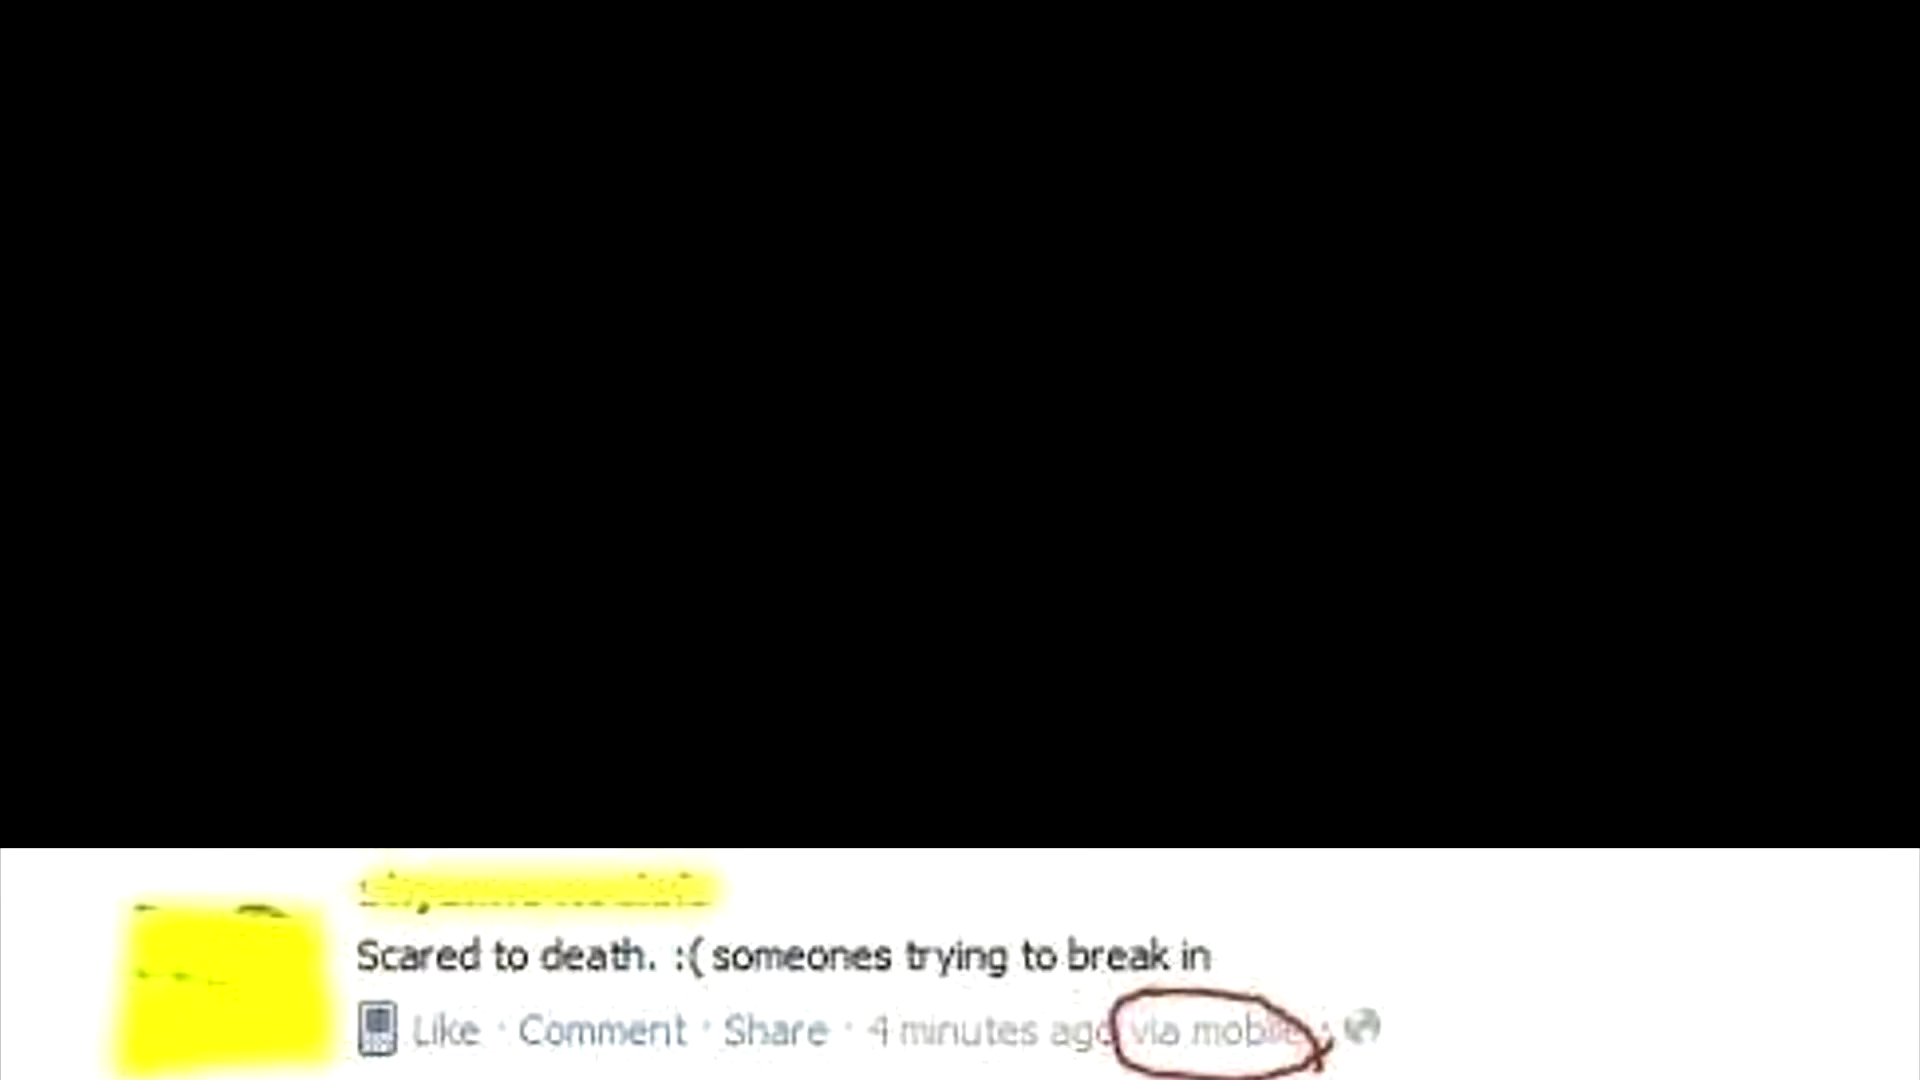 Scared to death. :( someones trying to break in
Like · Comment · Share · 4 minutes ago via mobile ·